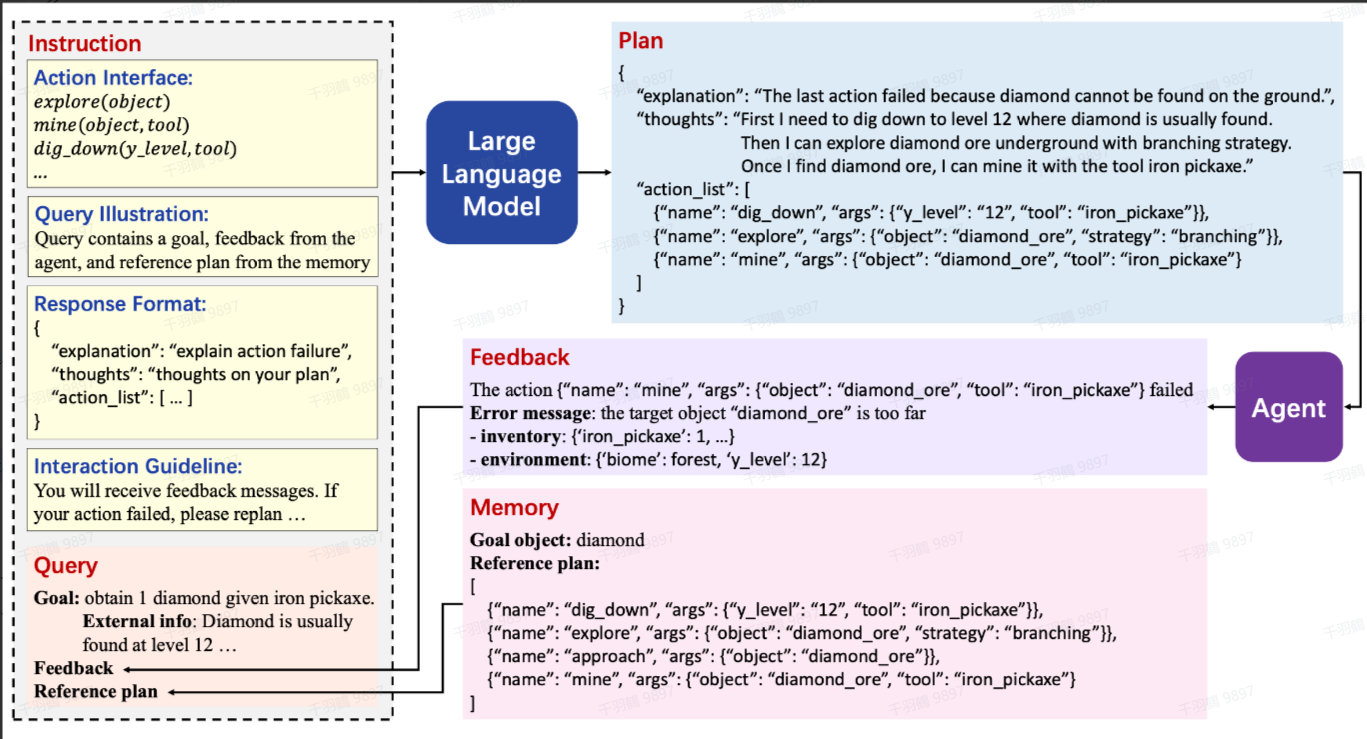 Instruction
Action Interface:
explore(object)
mine(object, tool)
dig_down(y_level, tool)
...
Query Illustration:
Query contains a goal, feedback from the
agent, and reference plan from the memory
Response Format:
{
“explanation”: “explain action failure”,
“thoughts”: “thoughts on your plan”,
“action_list”: [ … ]
}
Interaction Guideline:
You will receive feedback messages. If
your action failed, please replan …
Query
Goal: obtain 1 diamond given iron pickaxe.
External info: Diamond is usually
found at level 12 …
Feedback
Reference plan
Large
Language
Model
Plan
{
“explanation”: “The last action failed because diamond cannot be found on the ground.”,
“thoughts”: “First I need to dig down to level 12 where diamond is usually found.
Then I can explore diamond ore underground with branching strategy.
Once I find diamond ore, I can mine it with the tool iron pickaxe.”
“action_list”: [
{“name”: “dig_down”, “args”: {“y_level”: “12”, “tool”: “iron_pickaxe”}},
{“name”: “explore”, “args”: {“object”: “diamond_ore”, “strategy”: “branching”}},
{“name”: “mine”, “args”: {“object”: “diamond_ore”, “tool”: “iron_pickaxe”}
]
}
Agent
Feedback
The action {“name”: “mine”, “args”: {“object”: “diamond_ore”, “tool”: “iron_pickaxe”} failed
Error message: the target object “diamond_ore” is too far
- inventory: {‘iron_pickaxe’: 1, …}
- environment: {‘biome’: forest, ‘y_level’: 12}
Memory
Goal object: diamond
Reference plan:
[
{“name”: “dig_down”, “args”: {“y_level”: “12”, “tool”: “iron_pickaxe”}},
{“name”: “explore”, “args”: {“object”: “diamond_ore”, “strategy”: “branching”}},
{“name”: “approach”, “args”: {“object”: “diamond_ore”}},
{“name”: “mine”, “args”: {“object”: “diamond_ore”, “tool”: “iron_pickaxe”}
]
千羽鹤 9897